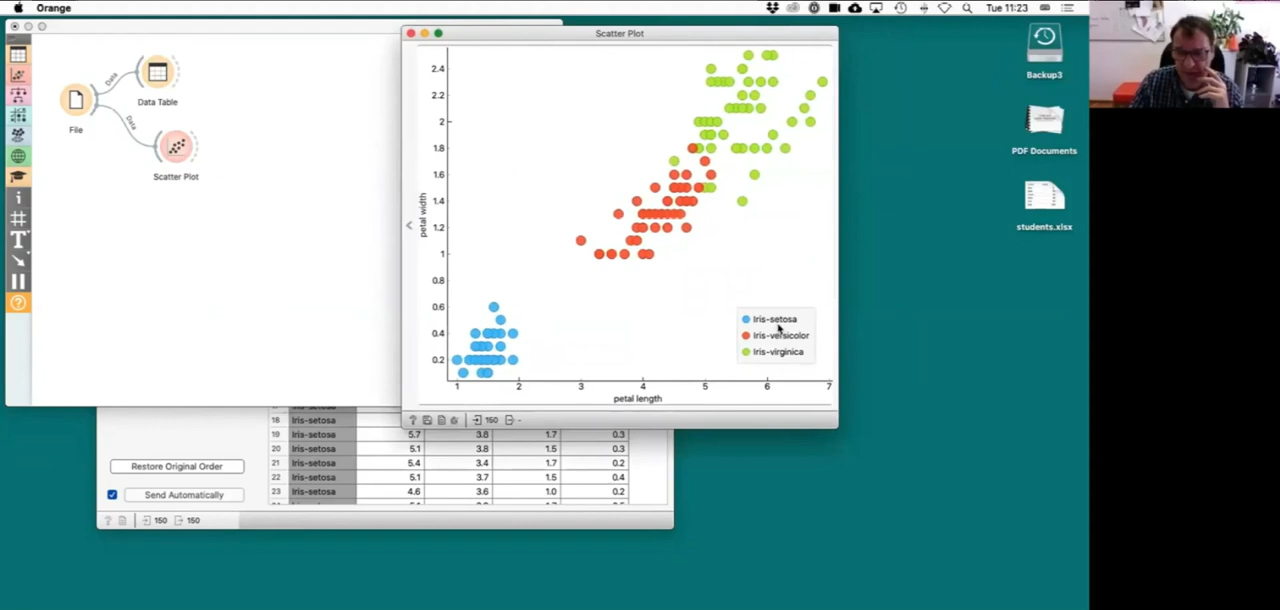 Orange
Tue 11:23
Scatter Plot
Data
Data Table
File
Data
Scatter Plot
2.4
2.2
2
1.8
1.6
1.4
1.2
1
0.8
0.6
0.4
0.2
petal width
Iris-setosa
Iris-versicolor
Iris-virginica
1 2 3 4 5 6 7
petal length
150
Backup3
PDF Documents
students.xlsx
18 Iris-setosa
19 Iris-setosa 5.7 3.8 1.7 0.3
20 Iris-setosa 5.1 3.8 1.5 0.3
21 Iris-setosa 5.4 3.4 1.7 0.2
22 Iris-setosa 5.1 3.7 1.5 0.4
23 Iris-setosa 4.6 3.6 1.0 0.2
Restore Original Order
Send Automatically
150 150